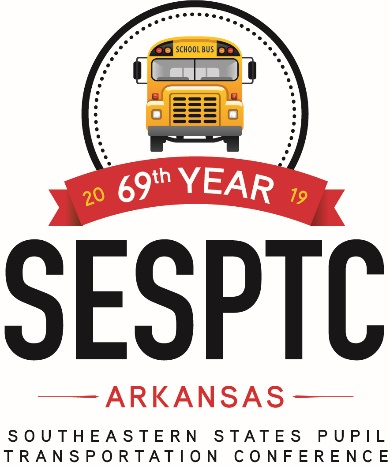 SCHOOL BUS
20 69th YEAR 19
SESPTC
ARKANSAS
SOUTHEASTERN STATES PUPIL
TRANSPORTATION CONFERENCE